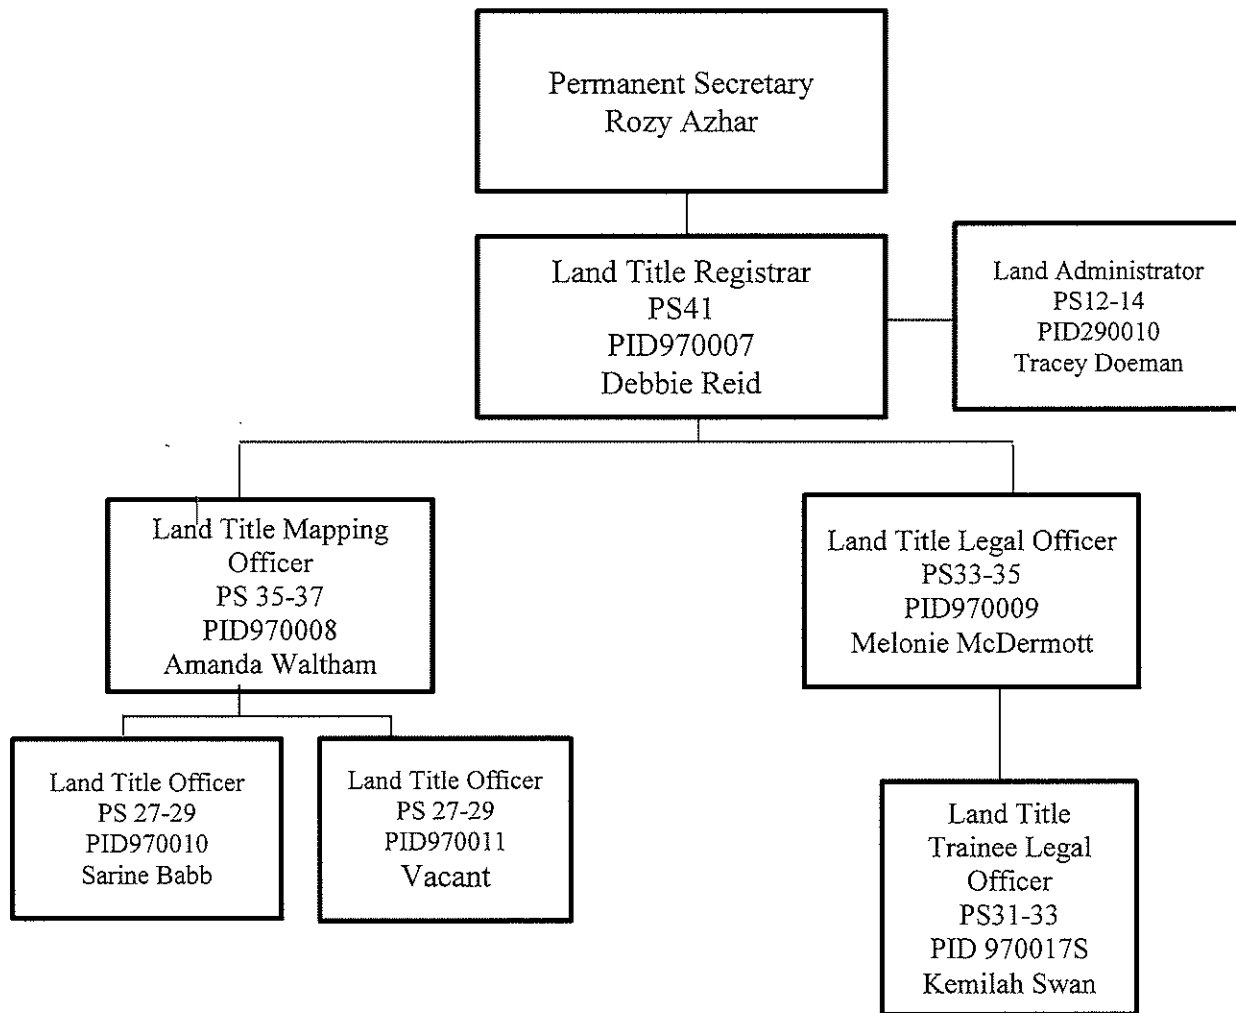 Permanent Secretary
Rozy Azhar
Land Title Registrar
PS41
PID970007
Debbie Reid
Land Administrator
PS12-14
PID290010
Tracey Doeman
Land Title Mapping
Officer
PS 35-37
PID970008
Amanda Waltham
Land Title Legal Officer
PS33-35
PID970009
Melonie McDermott
Land Title Officer
PS 27-29
PID970010
Sarine Babb
Land Title Officer
PS 27-29
PID970011
Vacant
Land Title
Trainee Legal
Officer
PS31-33
PID 970017S
Kemilah Swan